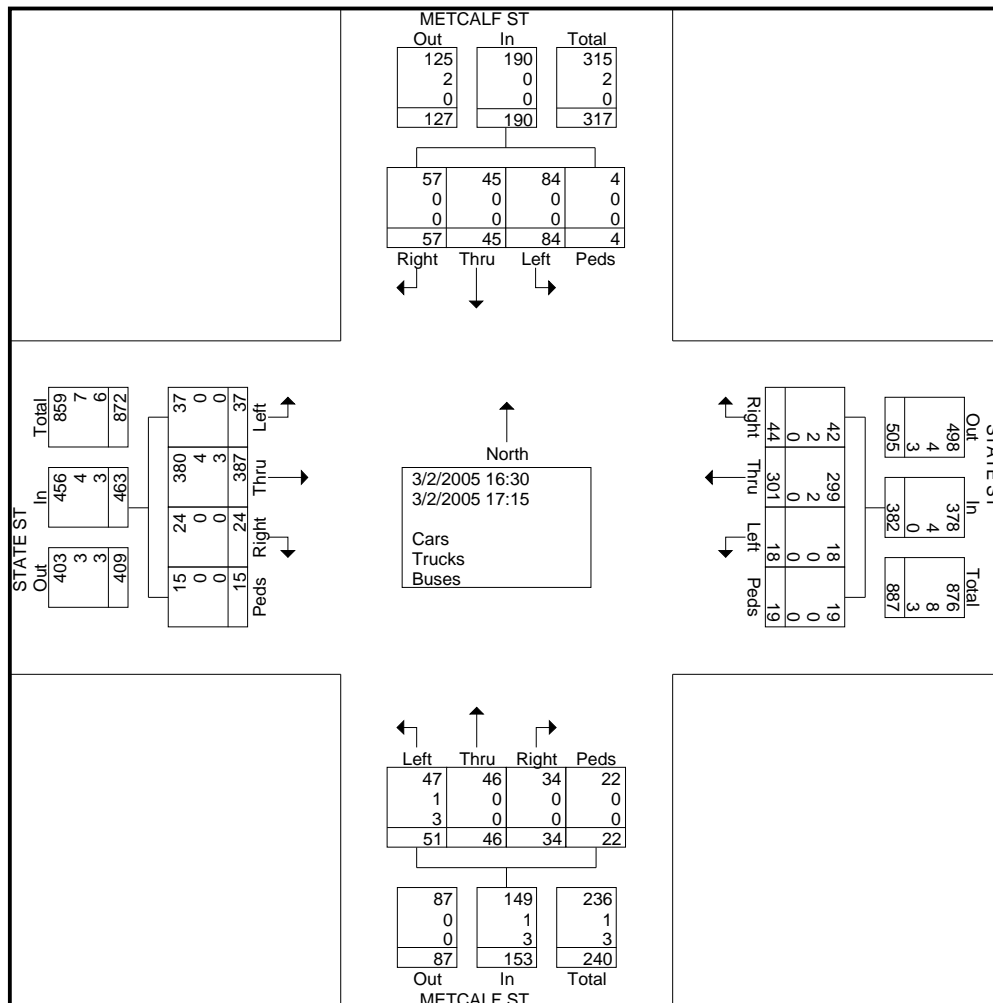 METCALF ST
Out In Total
125 190 315
2 0 2
0 0 0
127 190 317
57 45 84 4
0 0 0 0
0 0 0 0
57 45 84 4
Right Thru Left Peds
STATE ST
Total In Out
859 456 403
7 4 3
6 3 3
872 463 409
37 380 24 15
0 4 0 0
0 3 0 0
37 387 24 15
Left Thru Right Peds
North
3/2/2005 16:30
3/2/2005 17:15
Cars
Trucks
Buses
Right Thru Left Peds
44 301 18 19
0 0 0 0
2 2 0 0
42 299 18 19
505 382 887
3 0 3
4 4 8
498 378 876
Out In Total
STATE ST
Left Thru Right Peds
47 46 34 22
1 0 0 0
3 0 0 0
51 46 34 22
87 149 236
0 1 1
0 3 3
87 153 240
Out In Total
METCALF ST